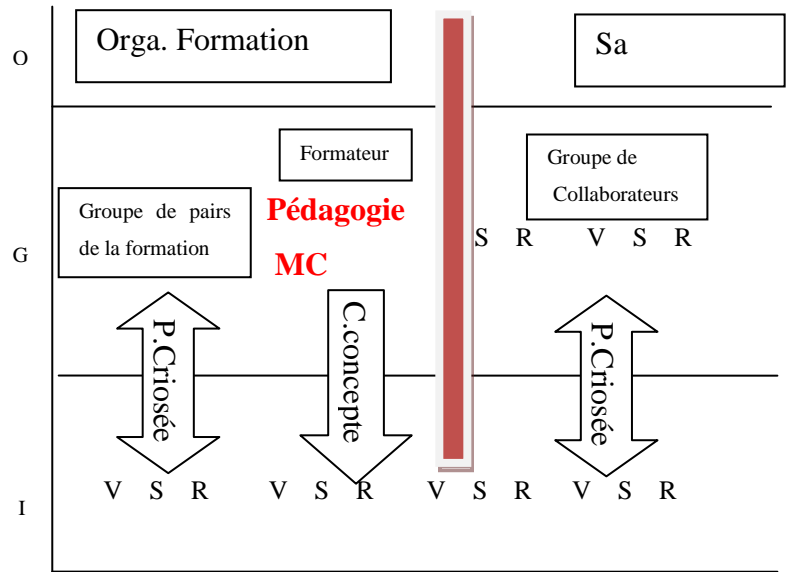 O
Orga. Formation
Sa
G
Formateur
Groupe de
Collaborateurs
Groupe de pairs
de la formation
Pédagogie
MC
S R V S R
P.Criosée
C.concepte
P.Criosée
V S R V S R V S R V S R
I